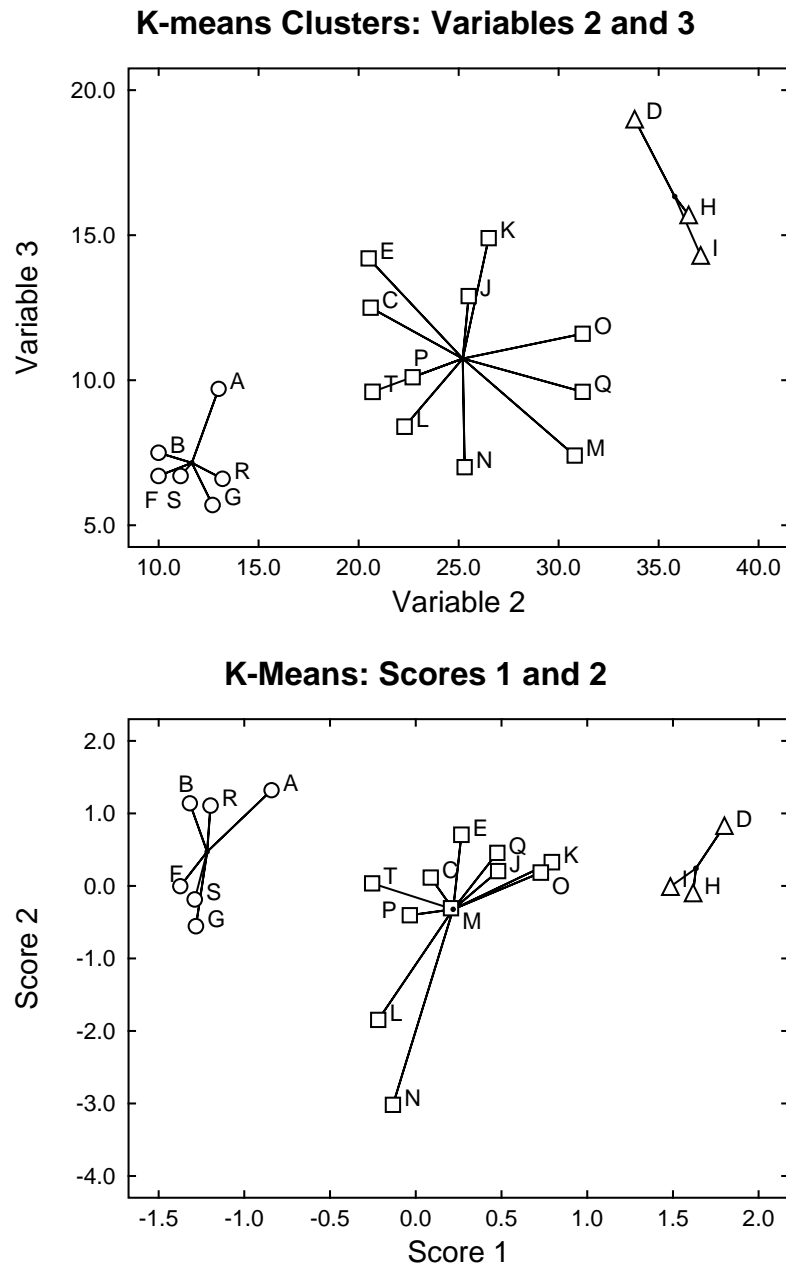 K-means Clusters: Variables 2 and 3
20.0
15.0
10.0
5.0
Variable 3
D
H
I
K
E
J
C
O
P
T
Q
A
L
B
M
N
R
F S G
10.0 15.0 20.0 25.0 30.0 35.0 40.0
Variable 2
K-Means: Scores 1 and 2
2.0
1.0
0.0
-1.0
-2.0
-3.0
-4.0
Score 2
B R A
D
E
Q
K
C J
F T I H
S O
P
G M
L
N
-1.5 -1.0 -0.5 0.0 0.5 1.0 1.5 2.0
Score 1